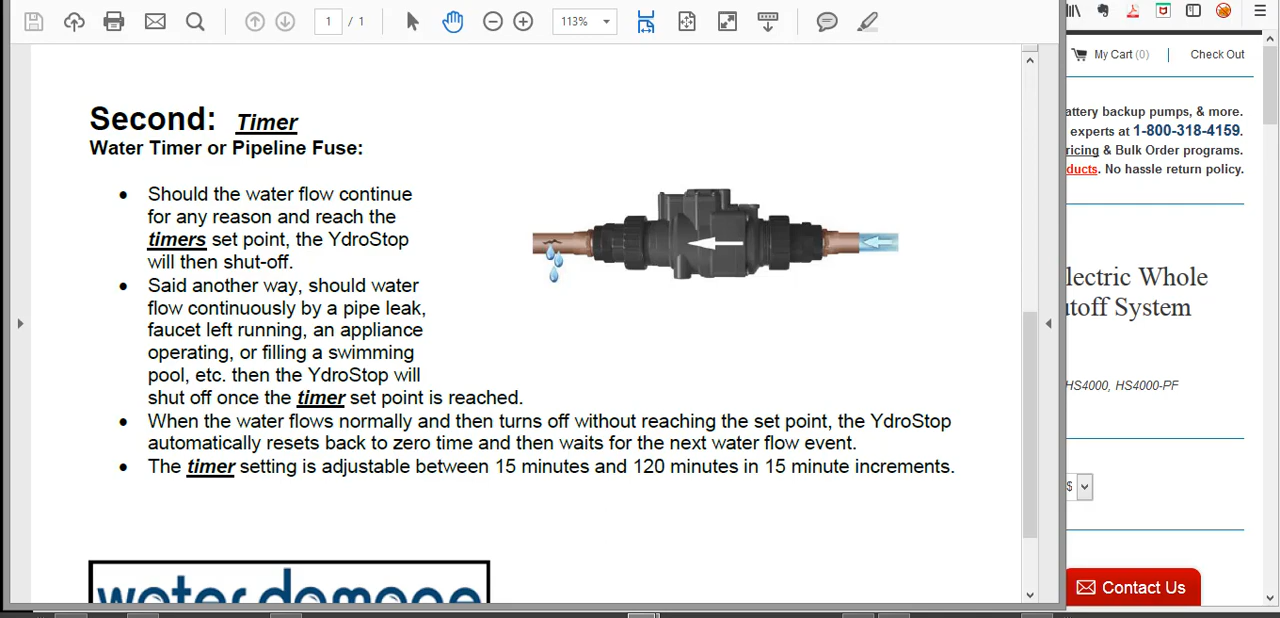 1 / 1
113%
Second: Timer
Water Timer or Pipeline Fuse:
• Should the water flow continue
for any reason and reach the
timers set point, the YdroStop
will then shut-off.
• Said another way, should water
flow continuously by a pipe leak,
faucet left running, an appliance
operating, or filling a swimming
pool, etc. then the YdroStop will
shut off once the timer set point is reached.
• When the water flows normally and then turns off without reaching the set point, the YdroStop
automatically resets back to zero time and then waits for the next water flow event.
• The timer setting is adjustable between 15 minutes and 120 minutes in 15 minute increments.
water damage
My Cart (0) | Check Out
attery backup pumps, & more.
experts at 1-800-318-4159.
ricing & Bulk Order programs.
ducts. No hassle return policy.
lectric Whole
utoff System
HS4000, HS4000-PF
$
Contact Us